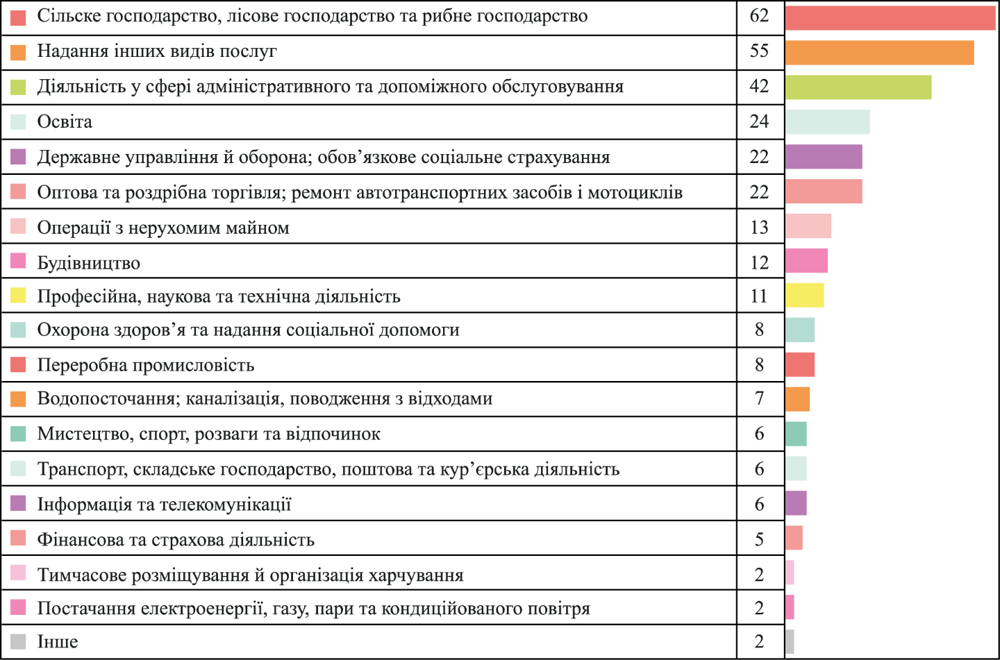 Сільське господарство, лісове господарство та рибне господарство 62
Надання інших видів послуг 55
Діяльність у сфері адміністративного та допоміжного обслуговування 42
Освіта 24
Державне управління й оборона; обов’язкове соціальне страхування 22
Оптова та роздрібна торгівля; ремонт автотранспортних засобів і мотоциклів 22
Операції з нерухомим майном 13
Будівництво 12
Професійна, наукова та технічна діяльність 11
Охорона здоров’я та надання соціальної допомоги 8
Переробна промисловість 8
Водопосточання; каналізація, поводження з відходами 7
Мистецтво, спорт, розваги та відпочинок 6
Транспорт, складське господарство, поштова та кур’єрська діяльність 6
Інформація та телекомунікації 6
Фінансова та страхова діяльність 5
Тимчасове розміщування й організація харчування 2
Постачання електроенергії, газу, пари та кондиційованого повітря 2
Інше 2